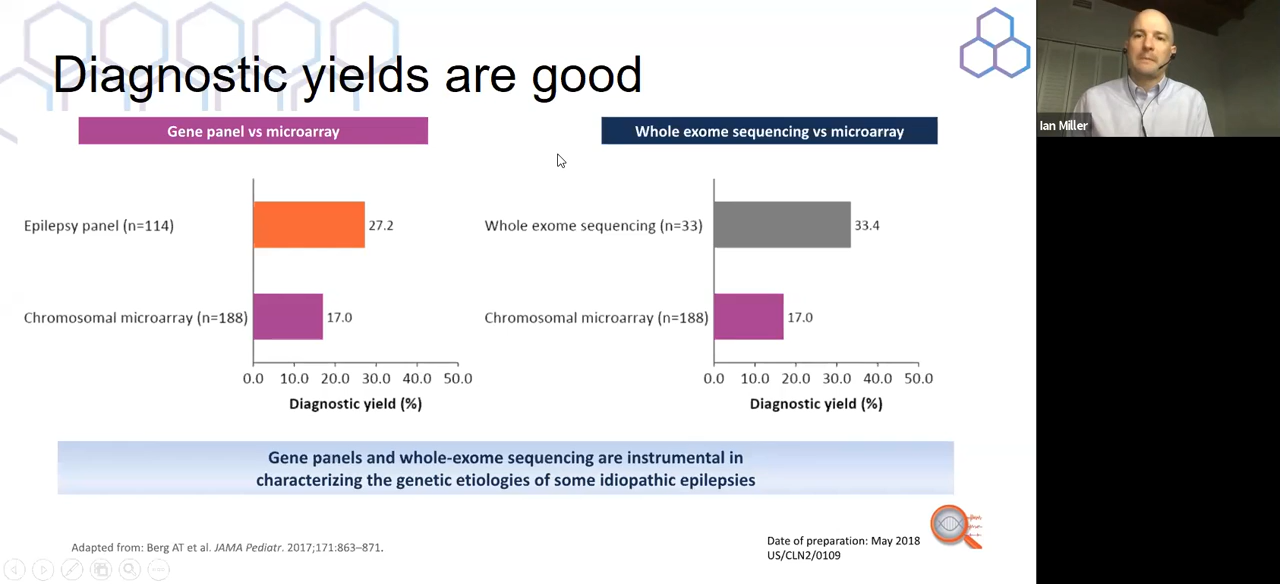 Diagnostic yields are good
Gene panel vs microarray
Epilepsy panel (n=114)
27.2
Chromosomal microarray (n=188)
17.0
0.0 10.0 20.0 30.0 40.0 50.0
Diagnostic yield (%)
Whole exome sequencing vs microarray
Whole exome sequencing (n=33)
33.4
Chromosomal microarray (n=188)
17.0
0.0 10.0 20.0 30.0 40.0 50.0
Diagnostic yield (%)
Gene panels and whole-exome sequencing are instrumental in
characterizing the genetic etiologies of some idiopathic epilepsies
Adapted from: Berg AT et al. JAMA Pediatr. 2017;171:863–871.
Date of preparation: May 2018
US/CLN2/0109
Ian Miller